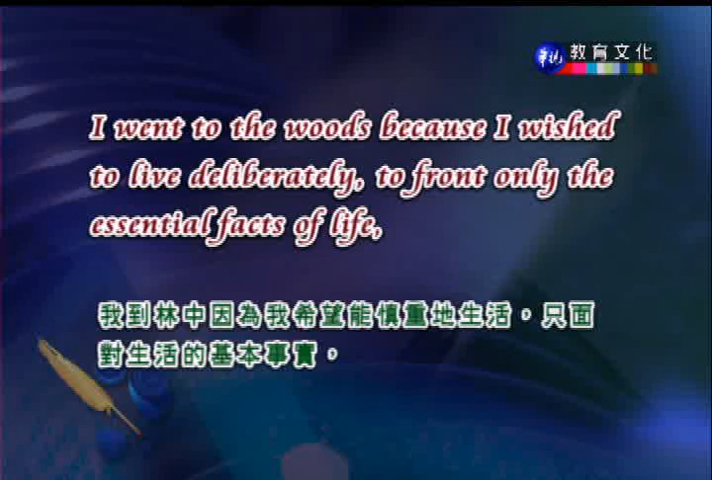 華視 教育文化
I went to the woods because I wished
to live deliberately, to front only the
essential facts of life,
我到林中因為我希望能慎重地生活，只面
對生活的基本事實，